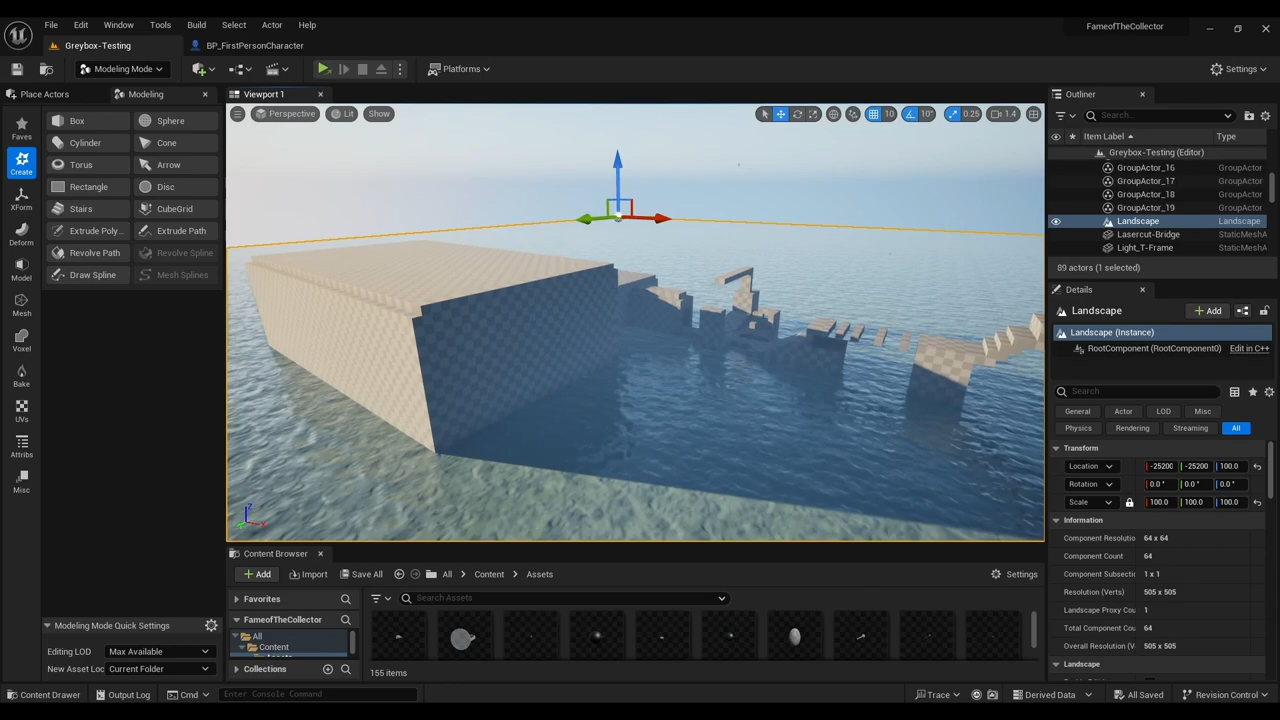 File Edit Window Tools Build Select Actor Help
FameofTheCollector
Greybox-Testing BP_FirstPersonCharacter
Modeling Mode Platforms Settings
Place Actors Modeling Viewport 1 Outliner
Perspective Lit Show 10 10° 0.25 1.4
Search...
Item Label Type
Greybox-Testing (Editor)
GroupActor_16 GroupActor
GroupActor_17 GroupActor
GroupActor_18 GroupActor
GroupActor_19 GroupActor
Landscape Landscape
Lasercut-Bridge StaticMeshA
Light_T-Frame StaticMeshA
89 actors (1 selected)
Faves
Create
XForm
Deform
Model
Mesh
Voxel
Bake
UVs
Attribs
Misc
Box Sphere
Cylinder Cone
Torus Arrow
Rectangle Disc
Stairs CubeGrid
Extrude Poly... Extrude Path
Revolve Path Revolve Spline
Draw Spline Mesh Splines
Details
Landscape Add
Landscape (Instance)
RootComponent (RootComponent0) Edit in C++
Search
General Actor LOD Misc
Physics Rendering Streaming All
Transform
Location -25200 -25200 100.0
Rotation 0.0 ° 0.0 ° 0.0 °
Scale 100.0 100.0 100.0
Information
Component Resolutio 64 x 64
Component Count 64
Component Subsectic 1 x 1
Resolution (Verts) 505 x 505
Landscape Proxy Cou 1
Total Component Cou 64
Overall Resolution (V 505 x 505
Landscape
Z
X
Content Browser
Add Import Save All All Content Assets Settings
Favorites
Search Assets
FameofTheCollector
All
Content
Collections
155 items
Modeling Mode Quick Settings
Editing LOD Max Available
New Asset Loc Current Folder
Content Drawer Output Log Cmd Enter Console Command Trace Derived Data All Saved Revision Control